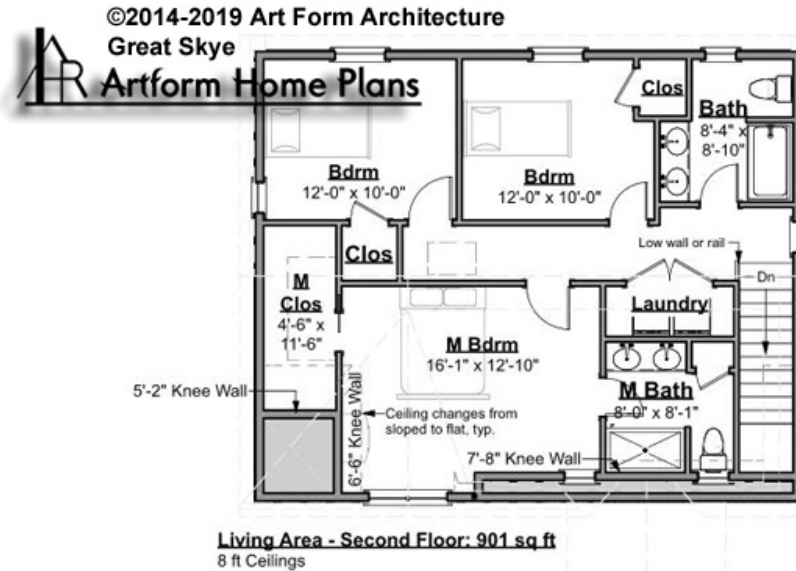 ©2014-2019 Art Form Architecture
Great Skye
AR
Artform Home Plans
Clos
Bath
8'-4" x
8'-10"
Bdrm
12'-0" x 10'-0"
Bdrm
12'-0" x 10'-0"
Clos
Low wall or rail
Dn
M
Clos
4'-6" x
11'-6"
Laundry
M Bdrm
16'-1" x 12'-10"
M Bath
8'-0" x 8'-1"
5'-2" Knee Wall
6'-6" Knee Wall
Ceiling changes from
sloped to flat, typ.
7'-8" Knee Wall
Living Area - Second Floor: 901 sq ft
8 ft Ceilings